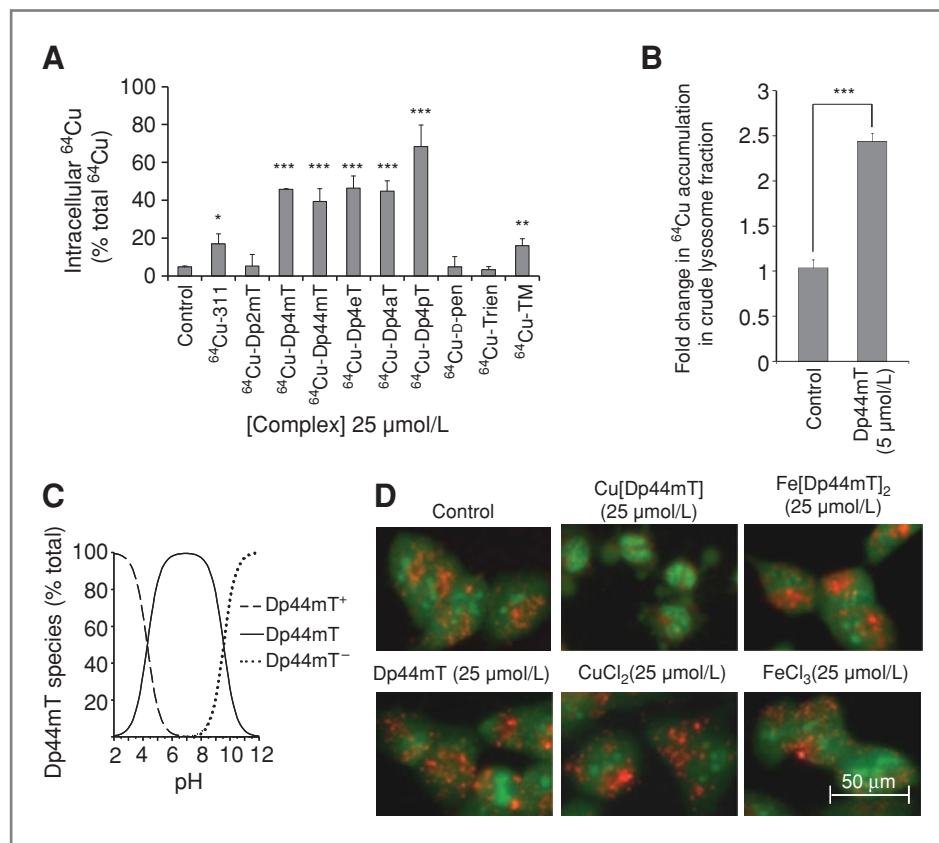 A
Intracellular ⁶⁴Cu
(% total ⁶⁴Cu)
100
80
60
40
20
0
*
***
***
***
***
***
**
Control
⁶⁴Cu-311
⁶⁴Cu-Dp2mT
⁶⁴Cu-Dp4mT
⁶⁴Cu-Dp44mT
⁶⁴Cu-Dp4eT
⁶⁴Cu-Dp4aT
⁶⁴Cu-Dp4pT
⁶⁴Cu-D-pen
⁶⁴Cu-Trien
⁶⁴Cu-TM
[Complex] 25 µmol/L
B
Fold change in ⁶⁴Cu accumulation
in crude lysosome fraction
3
2.5
2
1.5
1
0.5
0
***
Control
Dp44mT
(5 µmol/L)
C
Dp44mT species (% total)
100
80
60
40
20
2 4 6 8 10 12
pH
Dp44mT⁺
Dp44mT
Dp44mT⁻
D
Control
Cu[Dp44mT]
(25 µmol/L)
Fe[Dp44mT]₂
(25 µmol/L)
Dp44mT (25 µmol/L)
CuCl₂(25 µmol/L)
FeCl₃(25 µmol/L)
50 µm